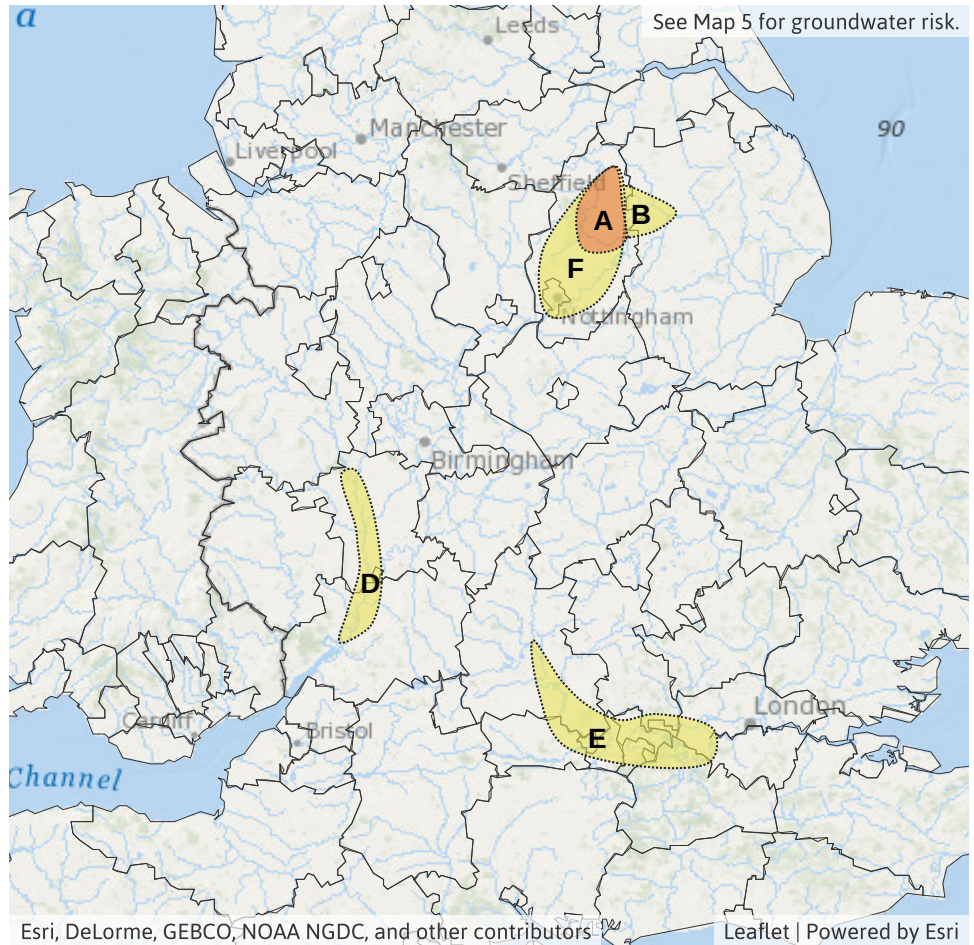 a
See Map 5 for groundwater risk.
Leeds
Manchester
90
Liverpool
Sheffield
A
B
F
Nottingham
Birmingham
D
London
Cardiff
Bristol
E
Channel
Esri, DeLorme, GEBCO, NOAA NGDC, and other contributors
Leaflet | Powered by Esri